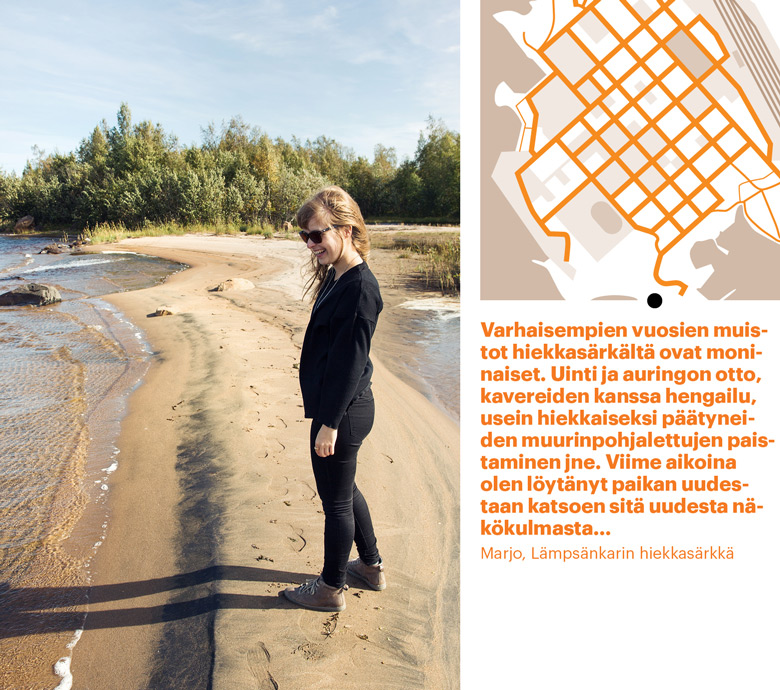 Varhaisempien vuosien muis-
tot hiekkasärkältä ovat moni-
naiset. Uinti ja auringon otto,
kavereiden kanssa hengailu,
usein hiekkaiseksi päätynei-
den muurinpohjalettujen pais-
taminen jne. Viime aikoina
olen löytänyt paikan uudes-
taan katsoen sitä uudesta nä-
kökulmasta...
Marjo, Lämpsänkarin hiekkasärkkä